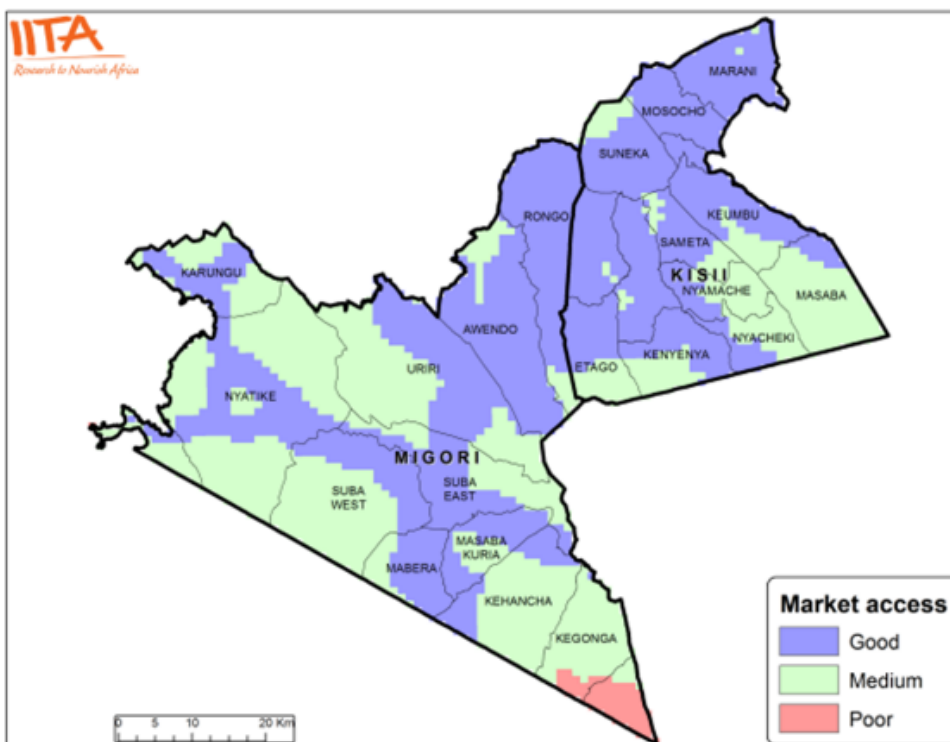 IITA
Research to Nourish Africa
MARANI
MOSOCHO
SUNEKA
RONGO
KEUMBU
SAMETA
KARUNGU
KISII
NYAMACHE
MASABA
AWENDO
NYACHEKI
KENYENYA
ETAGO
URIRI
NYATIKE
MIGORI
SUBA
EAST
SUBA
WEST
MASABA
KURIA
MABERA
KEHANCHA
KEGONGA
Market access
Good
Medium
Poor
0 5 10 20 Km